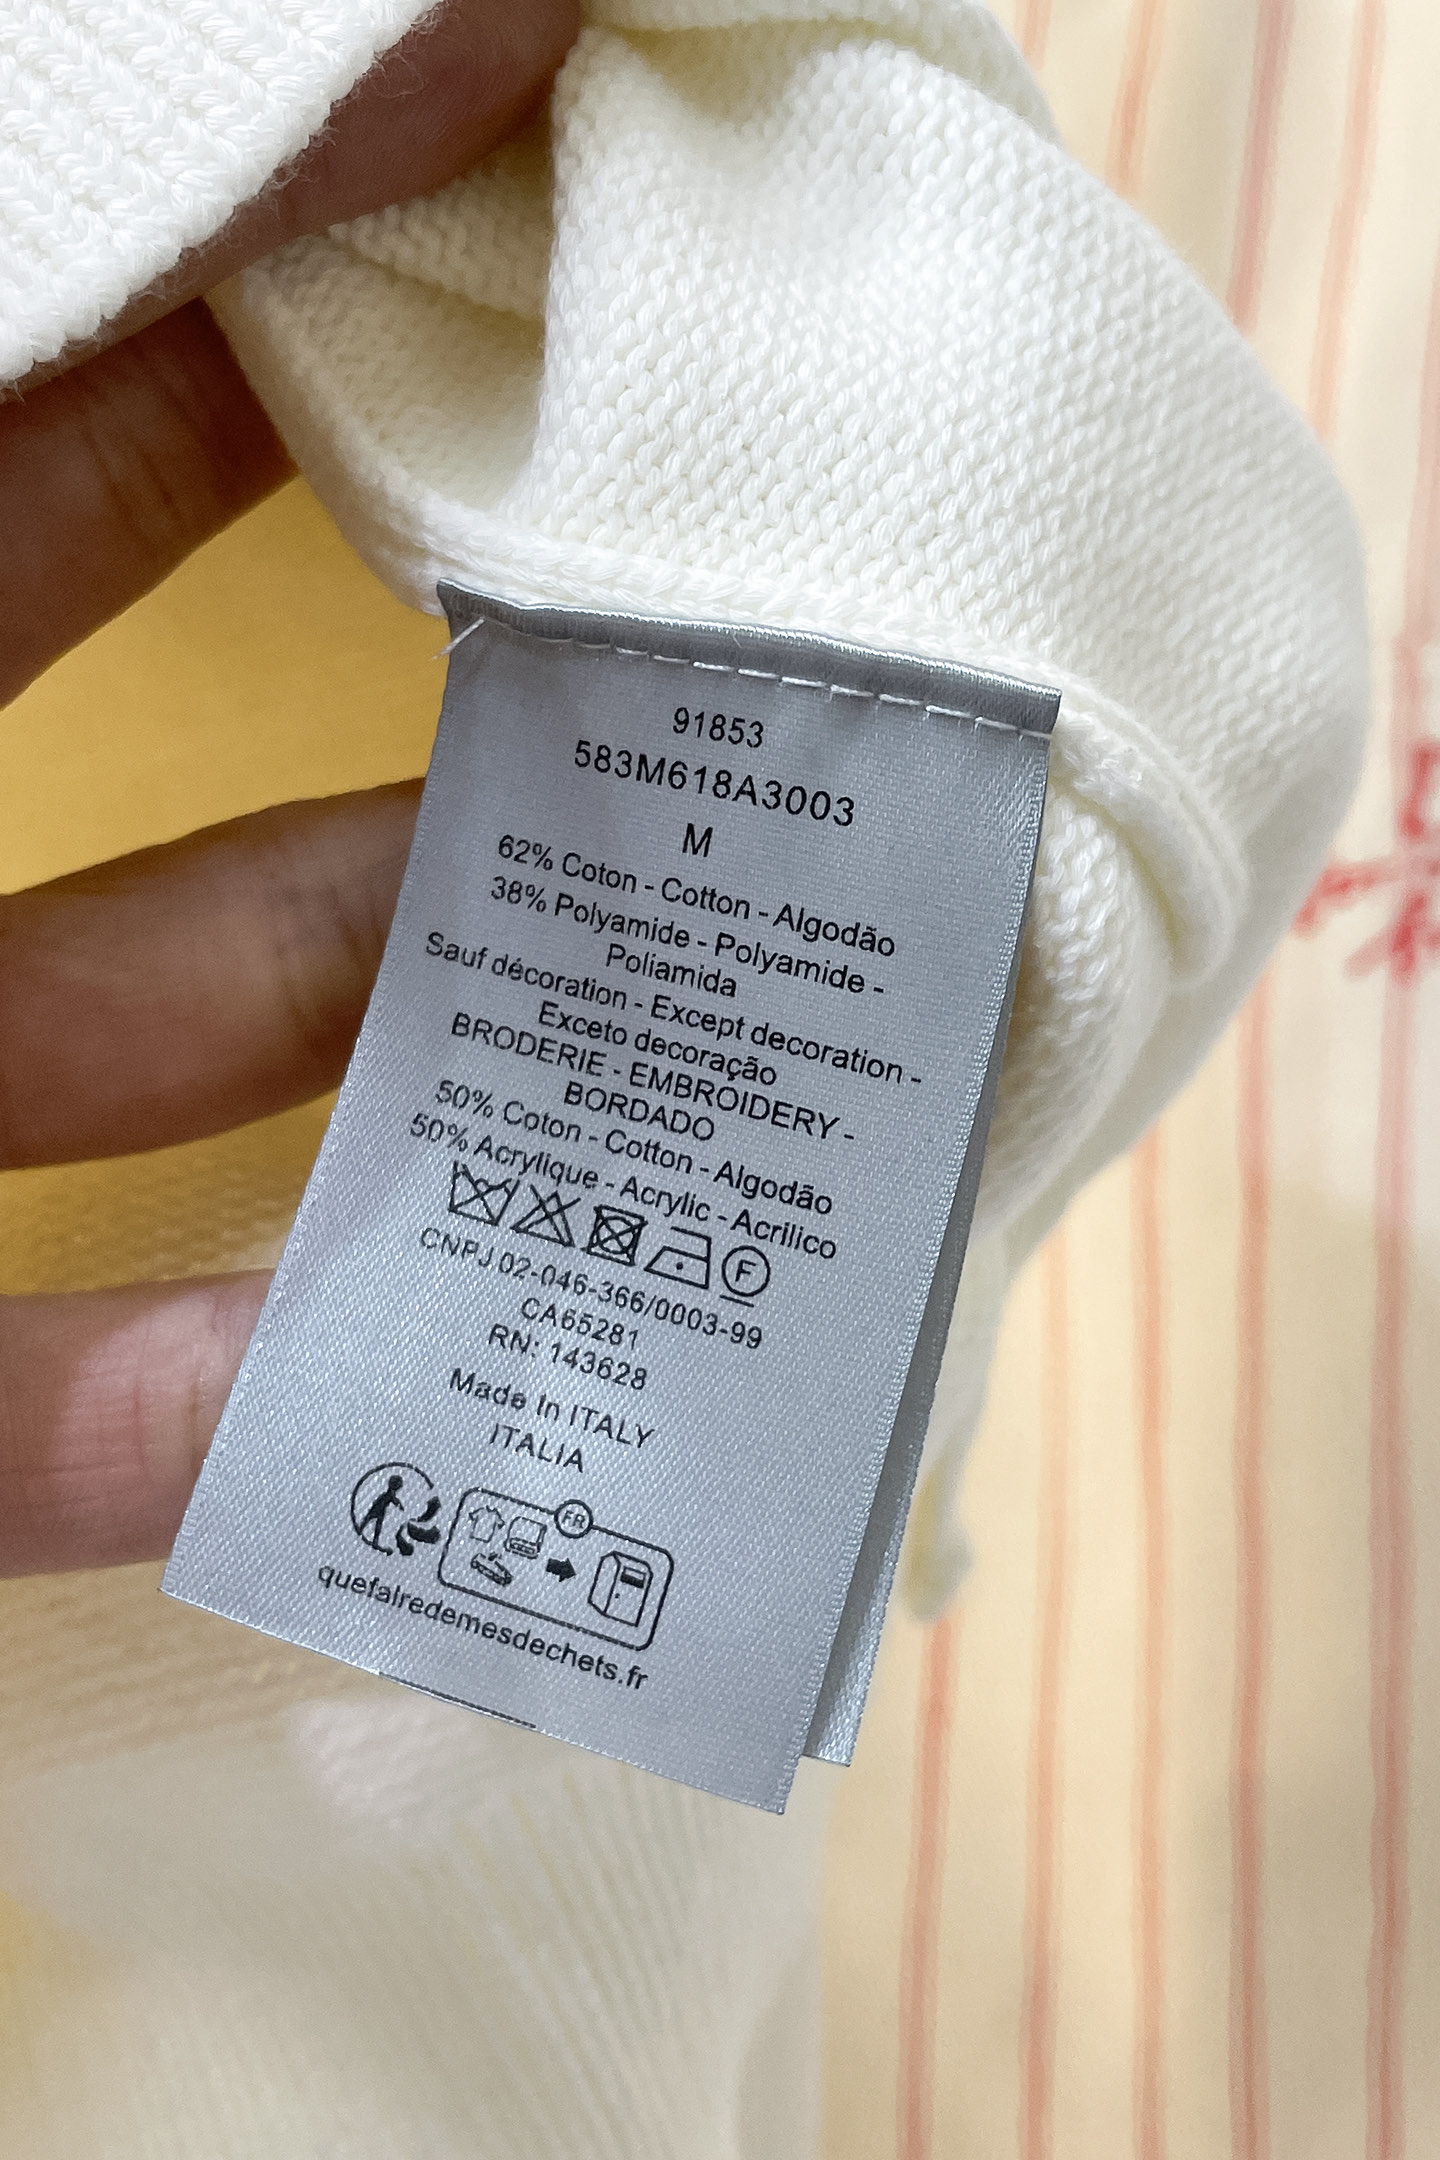 91853
583M618A3003
M
62% Coton - Cotton - Algodão
38% Polyamide - Polyamide -
Poliamida
Sauf décoration - Except decoration -
Exceto decoração
BRODERIE - EMBROIDERY -
BORDADO
50% Coton - Cotton - Algodão
50% Acrylique - Acrylic - Acrilico
F
CNPJ 02-046-366/0003-99
CA65281
RN: 143628
Made In ITALY
ITALIA
FR
quefairedemesdechets.fr